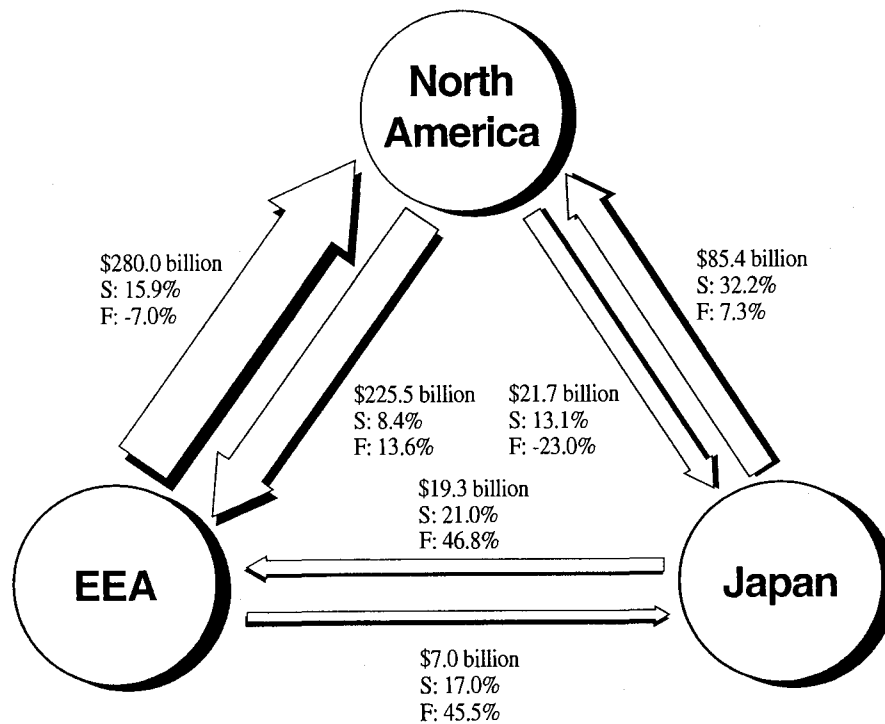 North
America
$280.0 billion
S: 15.9%
F: -7.0%
$85.4 billion
S: 32.2%
F: 7.3%
$225.5 billion
S: 8.4%
F: 13.6%
$21.7 billion
S: 13.1%
F: -23.0%
$19.3 billion
S: 21.0%
F: 46.8%
EEA
Japan
$7.0 billion
S: 17.0%
F: 45.5%